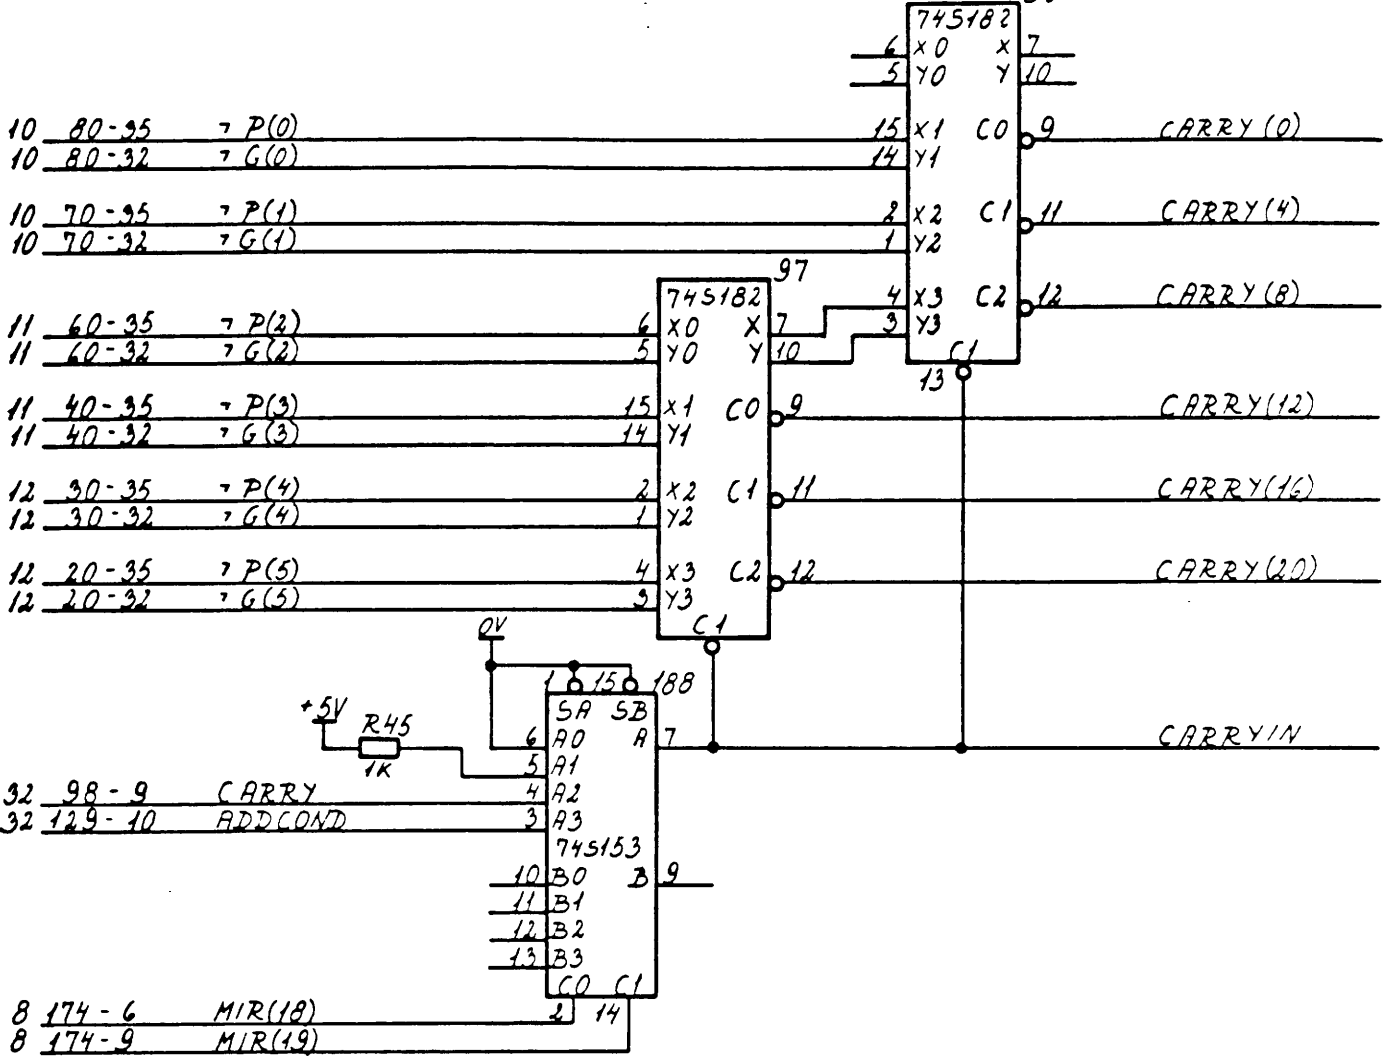 74S182
6 X0 X 7
5 Y0 Y 10
10 80-35 ¬ P(0) 15 X1 C0 9 CARRY(0)
10 80-32 ¬ G(0) 14 Y1
10 70-35 ¬ P(1) 2 X2 C1 11 CARRY(4)
10 70-32 ¬ G(1) 1 Y2
97
74S182 4 X3 C2 12 CARRY(8)
11 60-35 ¬ P(2) 6 X0 X 7 3 Y3
11 60-32 ¬ G(2) 5 Y0 Y 10 C1
13
11 40-35 ¬ P(3) 15 X1 C0 9 CARRY(12)
11 40-32 ¬ G(3) 14 Y1
12 30-35 ¬ P(4) 2 X2 C1 11 CARRY(16)
12 30-32 ¬ G(4) 1 Y2
12 20-35 ¬ P(5) 4 X3 C2 12 CARRY(20)
12 20-32 ¬ G(5) 3 Y3
0V C1
1 15 188
+5V R45 SA SB
6 A0 A 7 CARRYIN
1K 5 A1
32 98-9 CARRY 4 A2
32 129-10 ADDCOND 3 A3
74S153
10 B0 B 9
11 B1
12 B2
13 B3
C0 C1
8 174-6 MIR(18) 2 14
8 174-9 MIR(19)